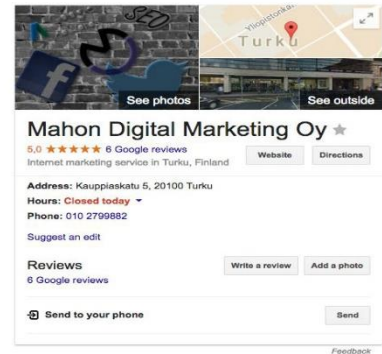 SEO
Yliopistonkatu
Turku
See photos
See outside
Mahon Digital Marketing Oy
5,0 ★★★★★ 6 Google reviews
Internet marketing service in Turku, Finland
Website
Directions
Address: Kauppiaskatu 5, 20100 Turku
Hours: Closed today
Phone: 010 2799882
Suggest an edit
Reviews
6 Google reviews
Write a review
Add a photo
Send to your phone
Send
Feedback